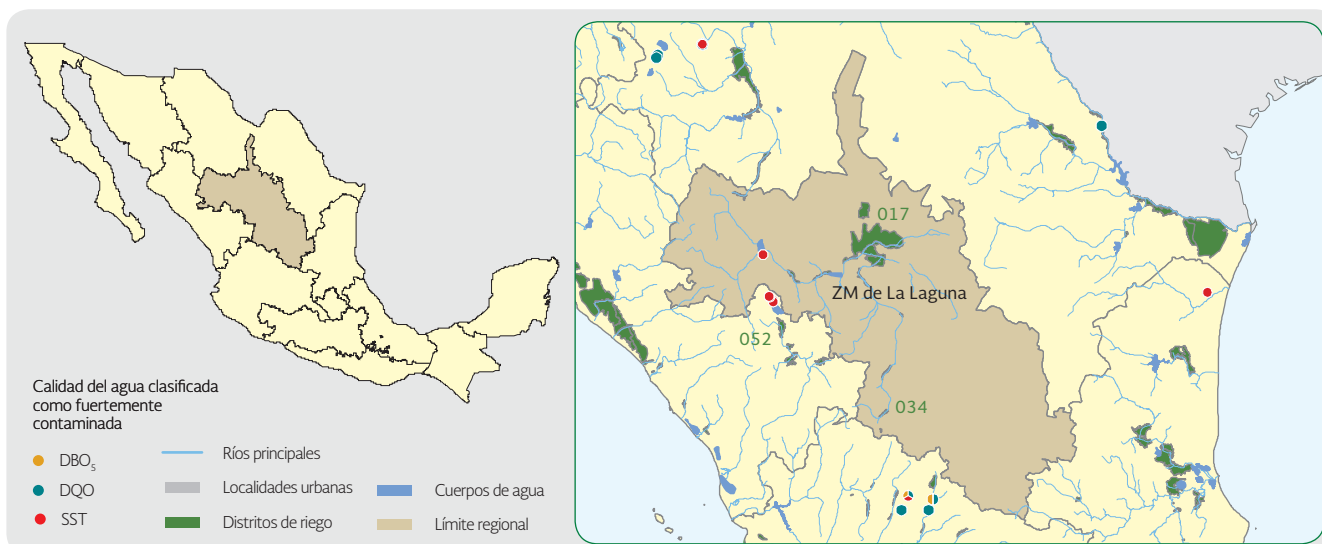 017
ZM de La Laguna
052
034
Calidad del agua clasificada
como fuertemente
contaminada
DBO5
DQO
SST
Ríos principales
Localidades urbanas
Distritos de riego
Cuerpos de agua
Límite regional